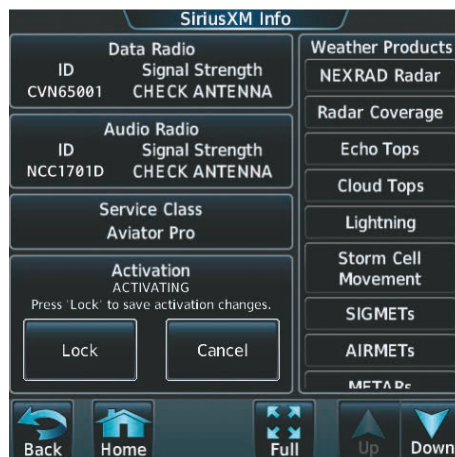 SiriusXM Info
Data Radio
ID Signal Strength
CVN65001 CHECK ANTENNA
Audio Radio
ID Signal Strength
NCC1701D CHECK ANTENNA
Service Class
Aviator Pro
Activation
ACTIVATING
Press 'Lock' to save activation changes.
Lock Cancel
Weather Products
NEXRAD Radar
Radar Coverage
Echo Tops
Cloud Tops
Lightning
Storm Cell
Movement
SIGMETs
AIRMETs
METARs
Back Home Full Up Down